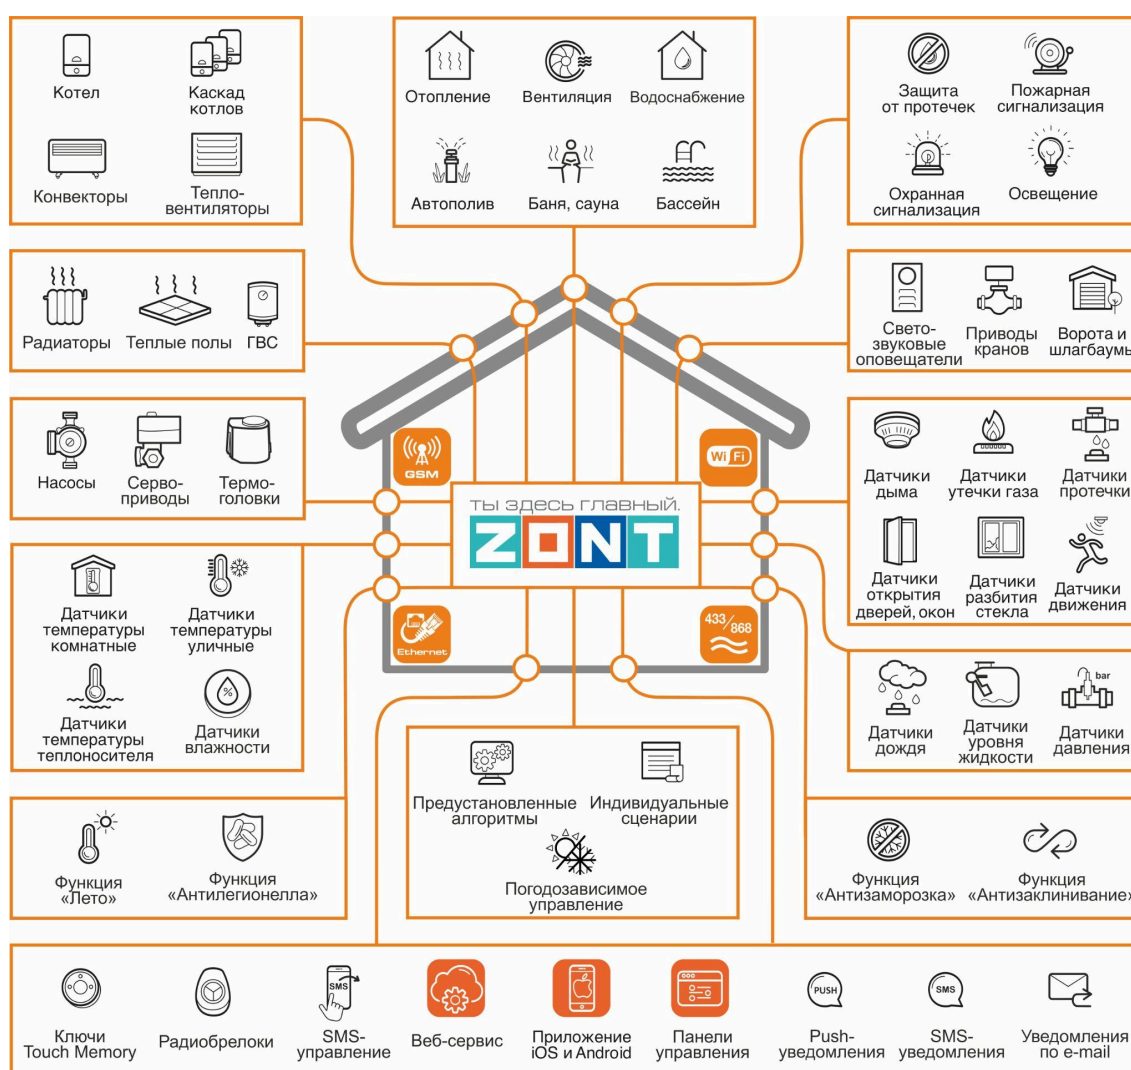 Котел
Каскад
котлов
Конвекторы
Тепло-
вентиляторы
Отопление
Вентиляция
Водоснабжение
Автополив
Баня, сауна
Бассейн
Защита
от протечек
Пожарная
сигнализация
Охранная
сигнализация
Освещение
Радиаторы
Теплые полы
ГВС
Свето-
звуковые
оповещатели
Приводы
кранов
Ворота и
шлагбаумы
Насосы
Серво-
приводы
Термо-
головки
GSM
Wi Fi
ты здесь главный.
ZONT
Ethernet
433/868
Датчики
дыма
Датчики
утечки газа
Датчики
протечки
Датчики
открытия
дверей, окон
Датчики
разбития
стекла
Датчики
движения
Датчики
температуры
комнатные
Датчики
температуры
уличные
Датчики
температуры
теплоносителя
%
Датчики
влажности
Датчики
дождя
Датчики
уровня
жидкости
bar
Датчики
давления
Предустановленные
алгоритмы
Индивидуальные
сценарии
Погодозависимое
управление
Функция
«Лето»
Функция
«Антилегионелла»
Функция
«Антизаморозка»
Функция
«Антизаклинивание»
Ключи
Touch Memory
Радиобрелоки
SMS
SMS-
управление
Веб-сервис
Приложение
iOS и Android
Панели
управления
PUSH
Push-
уведомления
SMS
SMS-
уведомления
Уведомления
по e-mail